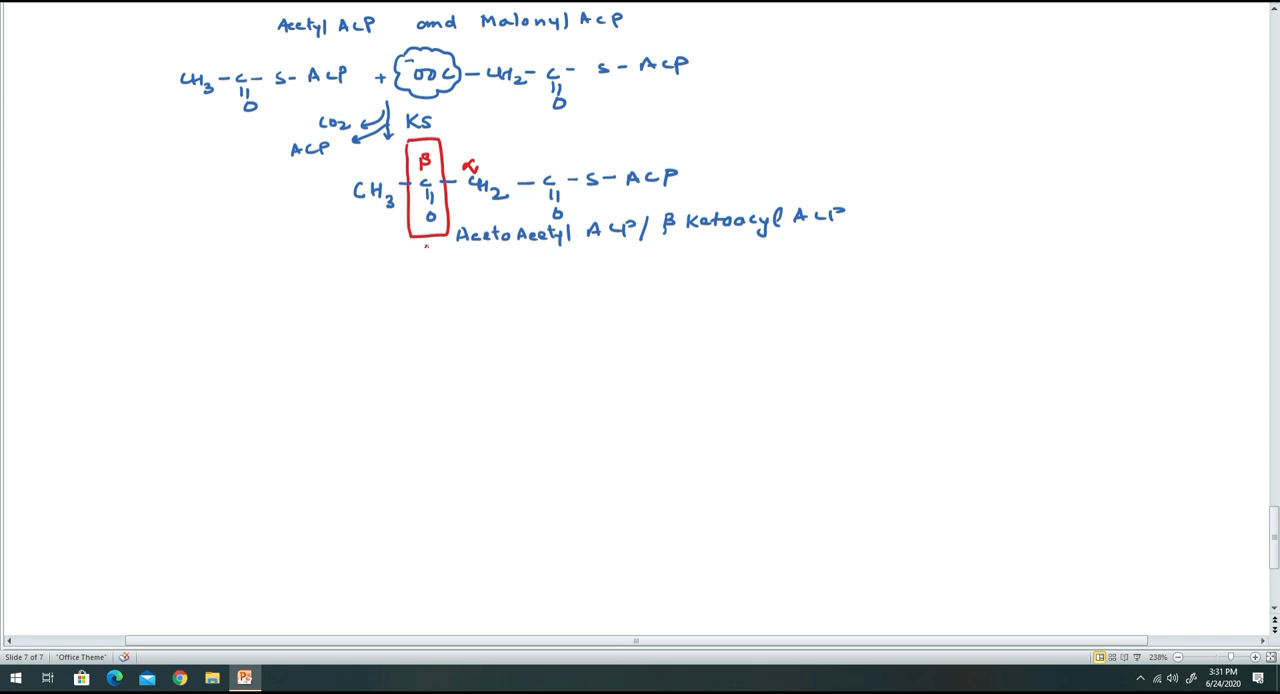 Acetyl ACP and Malonyl ACP
CH3 – C – S – ACP + ⁻OOC – CH2 – C – S – ACP
O O
CO2 KS
ACP
β α
CH3 – C – CH2 – C – S – ACP
O O
AcetoAcetyl ACP/ β Ketoacyl ACP
Slide 7 of 7 "Office Theme" 238%
3:31 PM
6/24/2020